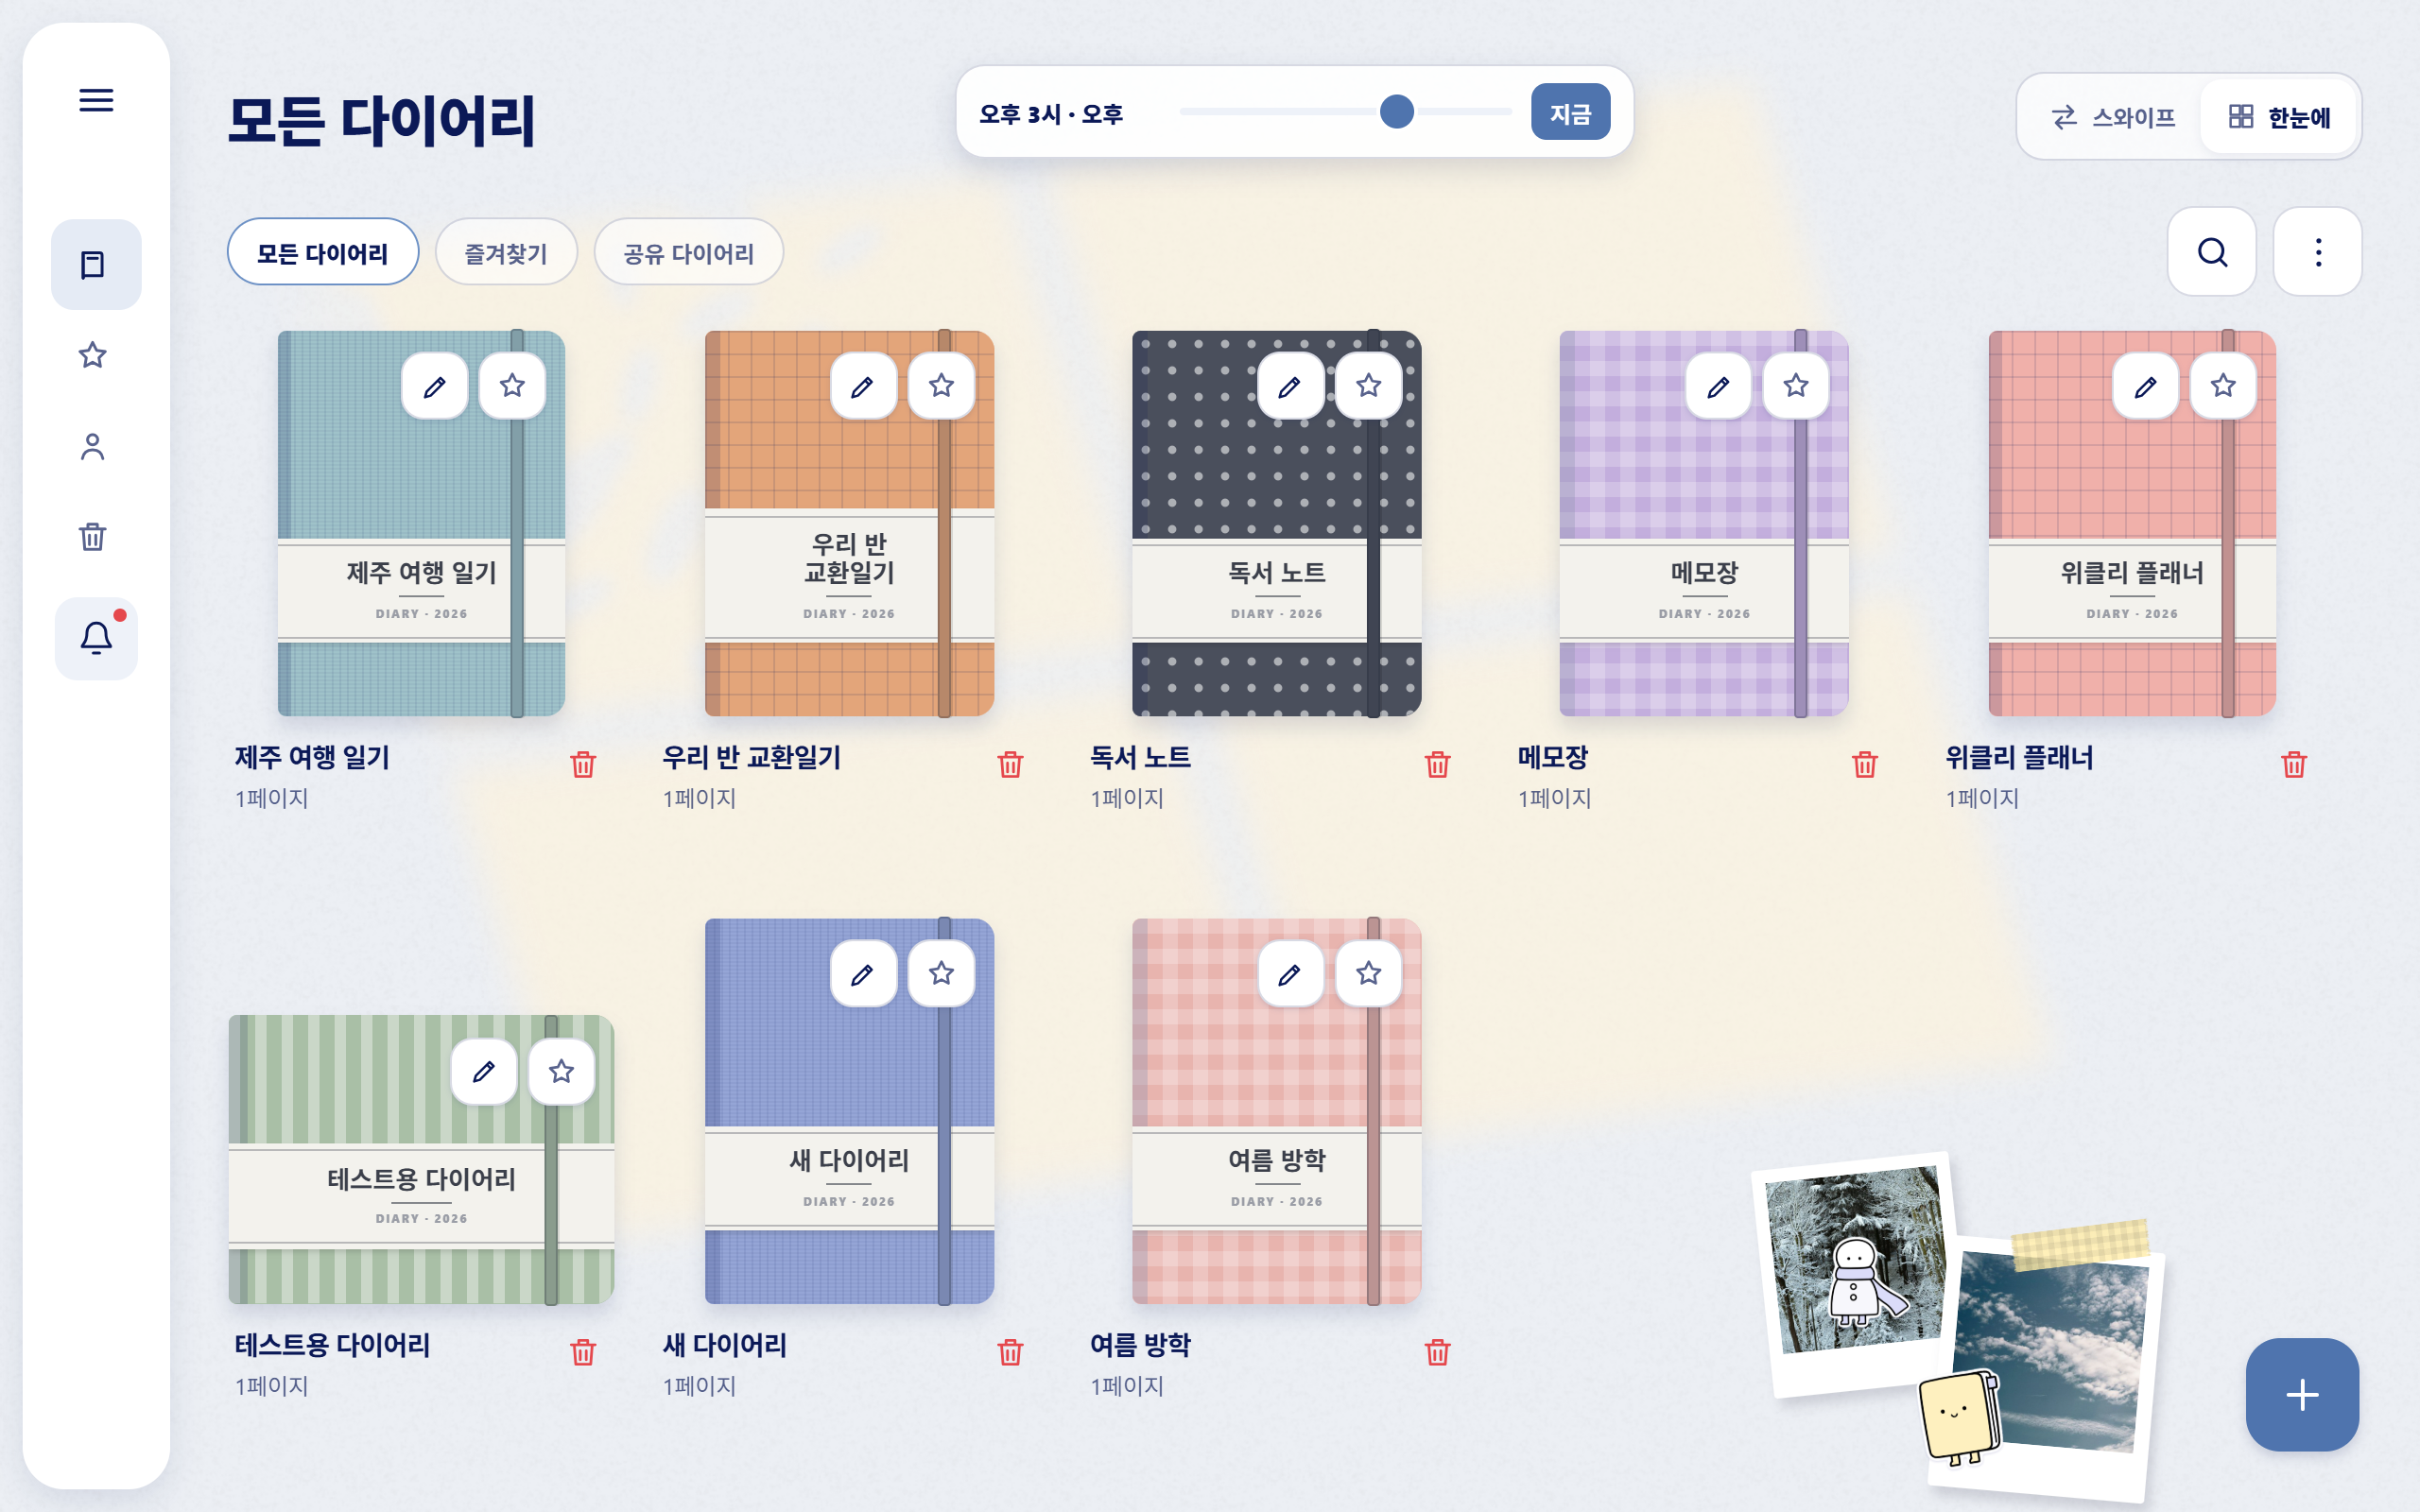 모든 다이어리
오후 3시 · 오후
지금
스와이프
한눈에
모든 다이어리
즐겨찾기
공유 다이어리
제주 여행 일기
DIARY · 2026
우리 반
교환일기
DIARY · 2026
독서 노트
DIARY · 2026
메모장
DIARY · 2026
위클리 플래너
DIARY · 2026
제주 여행 일기
1페이지
우리 반 교환일기
1페이지
독서 노트
1페이지
메모장
1페이지
위클리 플래너
1페이지
테스트용 다이어리
DIARY · 2026
새 다이어리
DIARY · 2026
여름 방학
DIARY · 2026
테스트용 다이어리
1페이지
새 다이어리
1페이지
여름 방학
1페이지